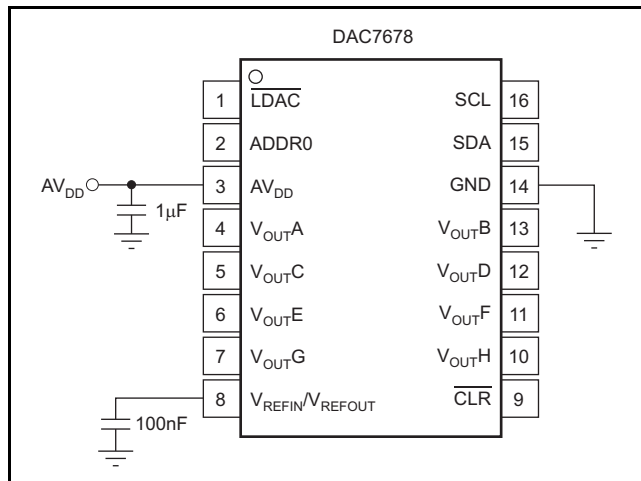 DAC7678
1 LDAC SCL 16
2 ADDR0 SDA 15
AVDD 3 AVDD GND 14
1μF
4 VOUTA VOUTB 13
5 VOUTC VOUTD 12
6 VOUTE VOUTF 11
7 VOUTG VOUTH 10
8 VREFIN/VREFOUT CLR 9
100nF